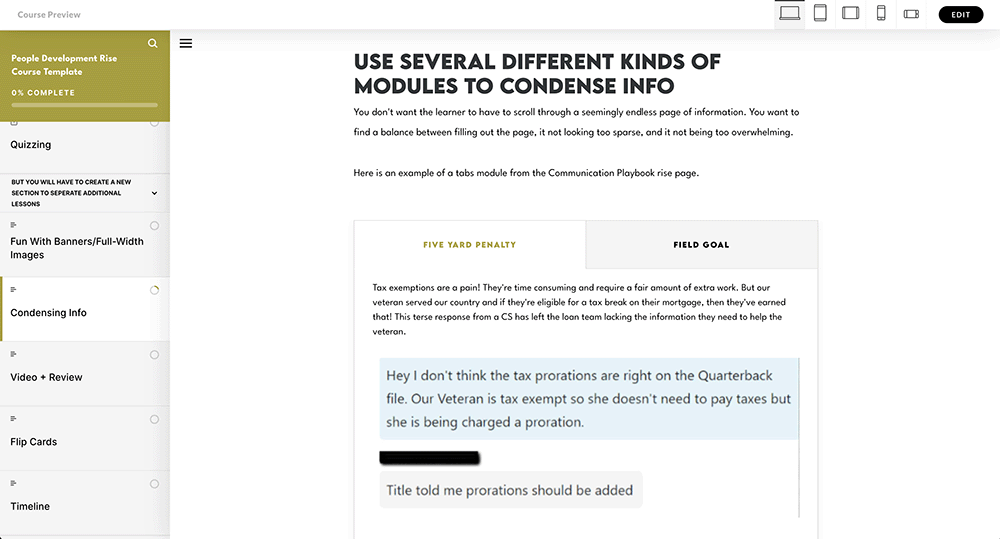 Course Preview
EDIT
People Development Rise
Course Template
0% COMPLETE
Quizzing
BUT YOU WILL HAVE TO CREATE A NEW
SECTION TO SEPERATE ADDITIONAL
LESSONS
Fun With Banners/Full-Width
Images
Condensing Info
Video + Review
Flip Cards
Timeline
USE SEVERAL DIFFERENT KINDS OF
MODULES TO CONDENSE INFO
You don't want the learner to have to scroll through a seemingly endless page of information. You want to
find a balance between filling out the page, it not looking too sparse, and it not being too overwhelming.
Here is an example of a tabs module from the Communication Playbook rise page.
FIVE YARD PENALTY
FIELD GOAL
Tax exemptions are a pain! They're time consuming and require a fair amount of extra work. But our
veteran served our country and if they're eligible for a tax break on their mortgage, then they've earned
that! This terse response from a CS has left the loan team lacking the information they need to help the
veteran.
Hey I don't think the tax prorations are right on the Quarterback
file. Our Veteran is tax exempt so she doesn't need to pay taxes but
she is being charged a proration.
Title told me prorations should be added